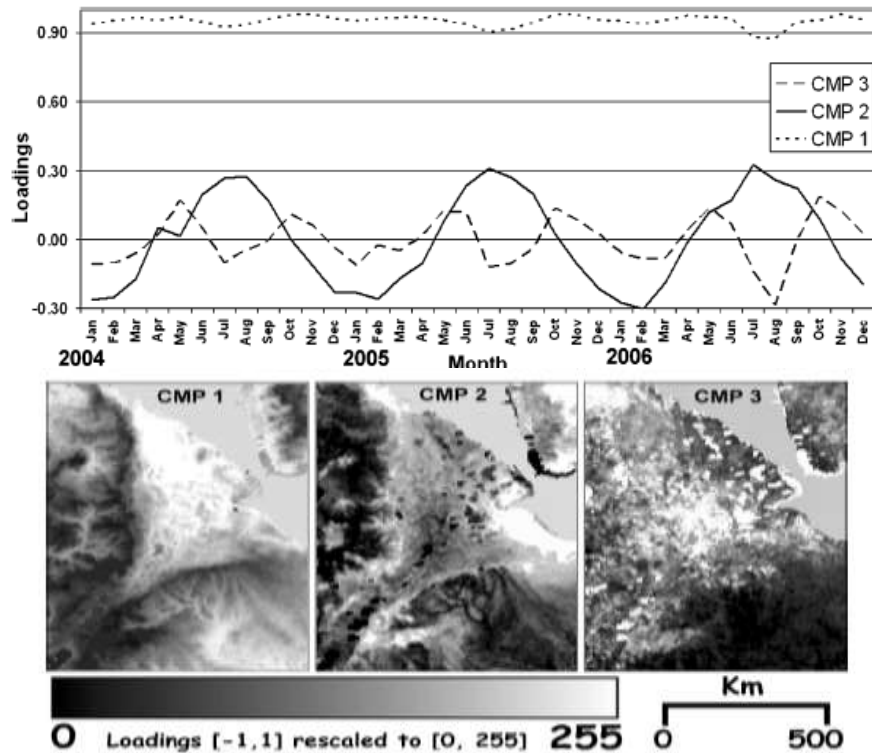 0.90
0.60
0.30
0.00
-0.30
Loadings
CMP 3
CMP 2
CMP 1
Jan Feb Mar Apr May Jun Jul Aug Sep Oct Nov Dec Jan Feb Mar Apr May Jun Jul Aug Sep Oct Nov Dec Jan Feb Mar Apr May Jun Jul Aug Sep Oct Nov Dec
2004 2005 Month 2006
CMP 1 CMP 2 CMP 3
0 Loadings [-1,1] rescaled to [0, 255] 255
Km
0 500